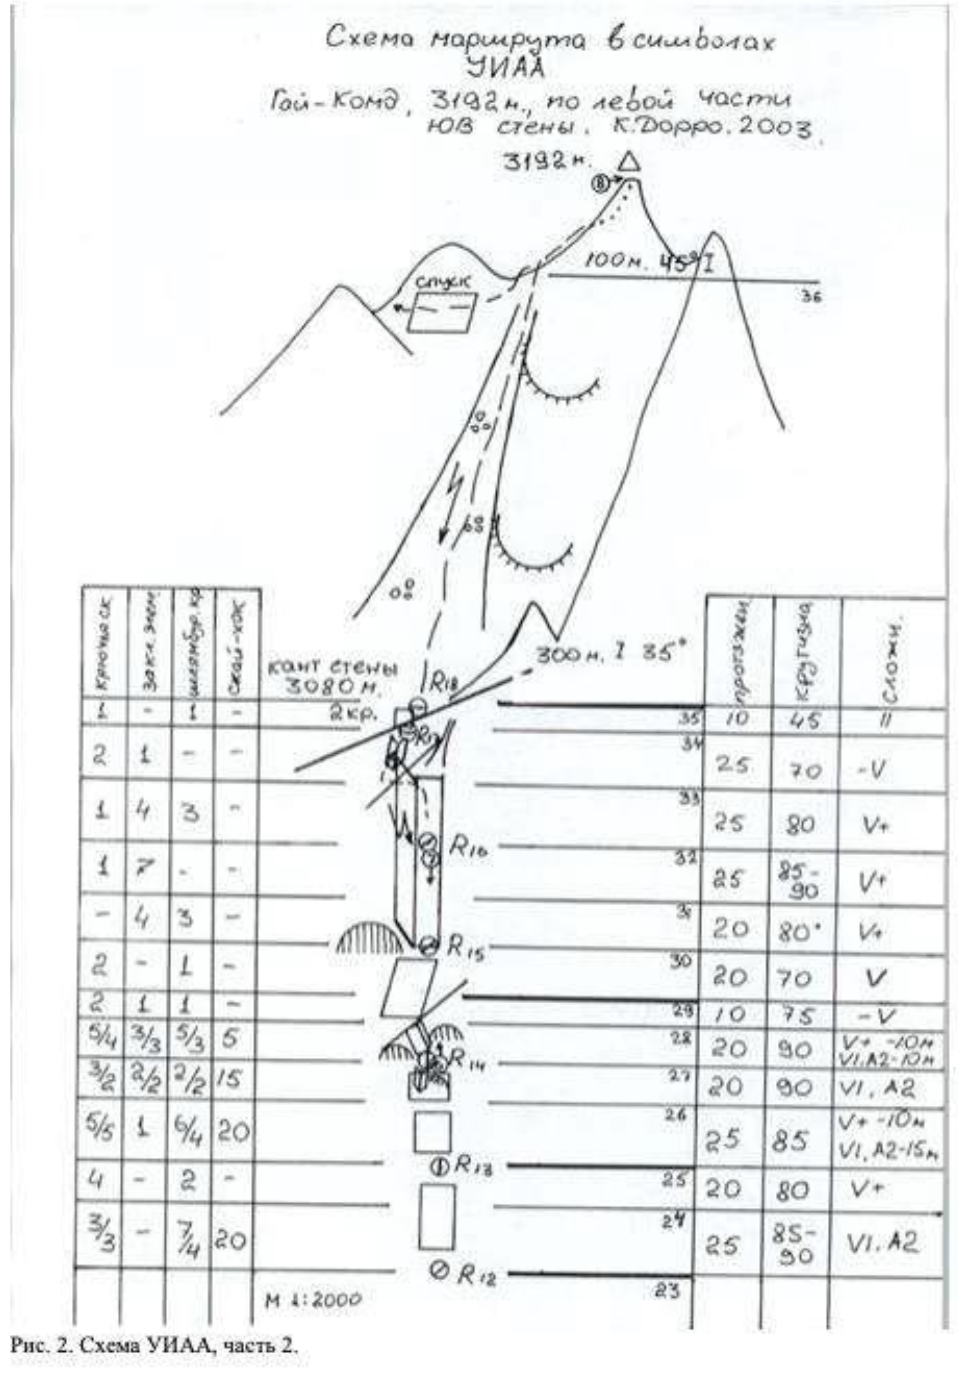 Схема маршрута в символах
УИАА
Гай-Комд, 3192 м., по левой части
ЮВ стены. К.Дорро. 2003.
3192 м.
8
спуск
100 м. 45° I
36
кант стены
3080 м.
300 м. I 35°
R18
2 кр.
крючья ск. закл. элем. шлямбур. кр скай-хок
протяжен. крутизна сложн.
1 - 1 - 35 10 45 II
2 1 - - 34 25 70 -V
1 4 3 - 33 25 80 V+
R16
7
1 7 - - 32 25 85-90 V+
- 4 3 - 31 20 80° V+
R15
2 - 1 - 30 20 70 V
2 1 1 - 29 10 75 -V
5/4 3/3 5/3 5 28 20 90 V+ -10м VI.A2-10м
R14
3/2 2/2 2/2 15 27 20 90 VI, A2
5/5 1 6/4 20 26 25 85 V+ -10м VI, A2-15м
R13
4 - 2 - 25 20 80 V+
3/3 - 7/4 20 24 25 85-90 VI.A2
R12
23
М 1:2000
Рис. 2. Схема УИАА, часть 2.